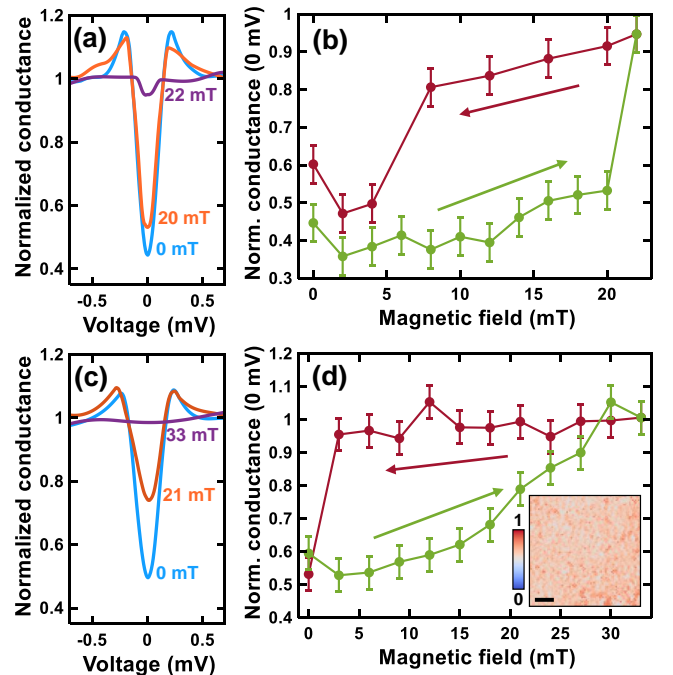 (a)
Normalized conductance
1.2
1
0.8
0.6
0.4
22 mT
20 mT
0 mT
-0.5
0
0.5
Voltage (mV)
(b)
Norm. conductance (0 mV)
1
0.9
0.8
0.7
0.6
0.5
0.4
0.3
0
5
10
15
20
Magnetic field (mT)
(c)
Normalized conductance
1.2
1
0.8
0.6
0.4
33 mT
21 mT
0 mT
-0.5
0
0.5
Voltage (mV)
(d)
Norm. conductance (0 mV)
1.2
1.1
1
0.9
0.8
0.7
0.6
0.5
0.4
1
0
0
5
10
15
20
25
30
Magnetic field (mT)